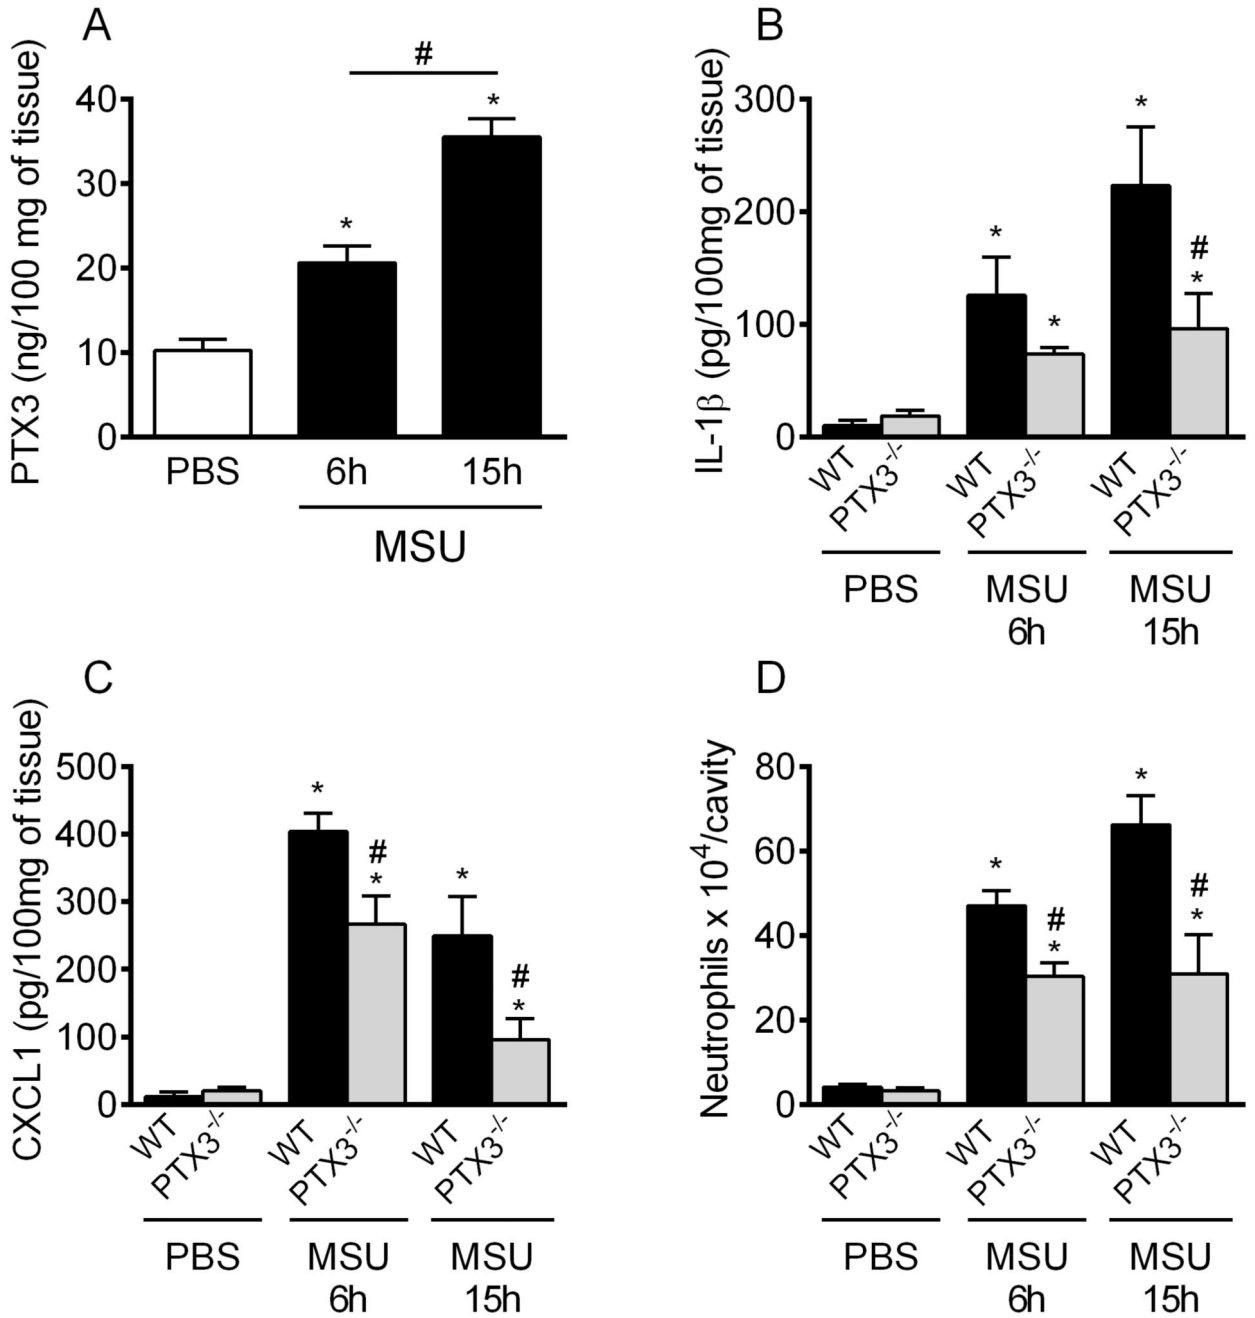 A
PTX3 (ng/100 mg of tissue)
#
40
30
20
10
0
*
*
PBS
6h
15h
MSU
B
IL-1β (pg/100mg of tissue)
300
200
100
0
*
*
*
#
*
WT
PTX3-/-
WT
PTX3-/-
WT
PTX3-/-
PBS
MSU
6h
MSU
15h
C
CXCL1 (pg/100mg of tissue)
500
400
300
200
100
0
*
#
*
*
#
*
WT
PTX3-/-
WT
PTX3-/-
WT
PTX3-/-
PBS
MSU
6h
MSU
15h
D
Neutrophils x 10⁴/cavity
80
60
40
20
0
*
#
*
*
#
*
WT
PTX3-/-
WT
PTX3-/-
WT
PTX3-/-
PBS
MSU
6h
MSU
15h